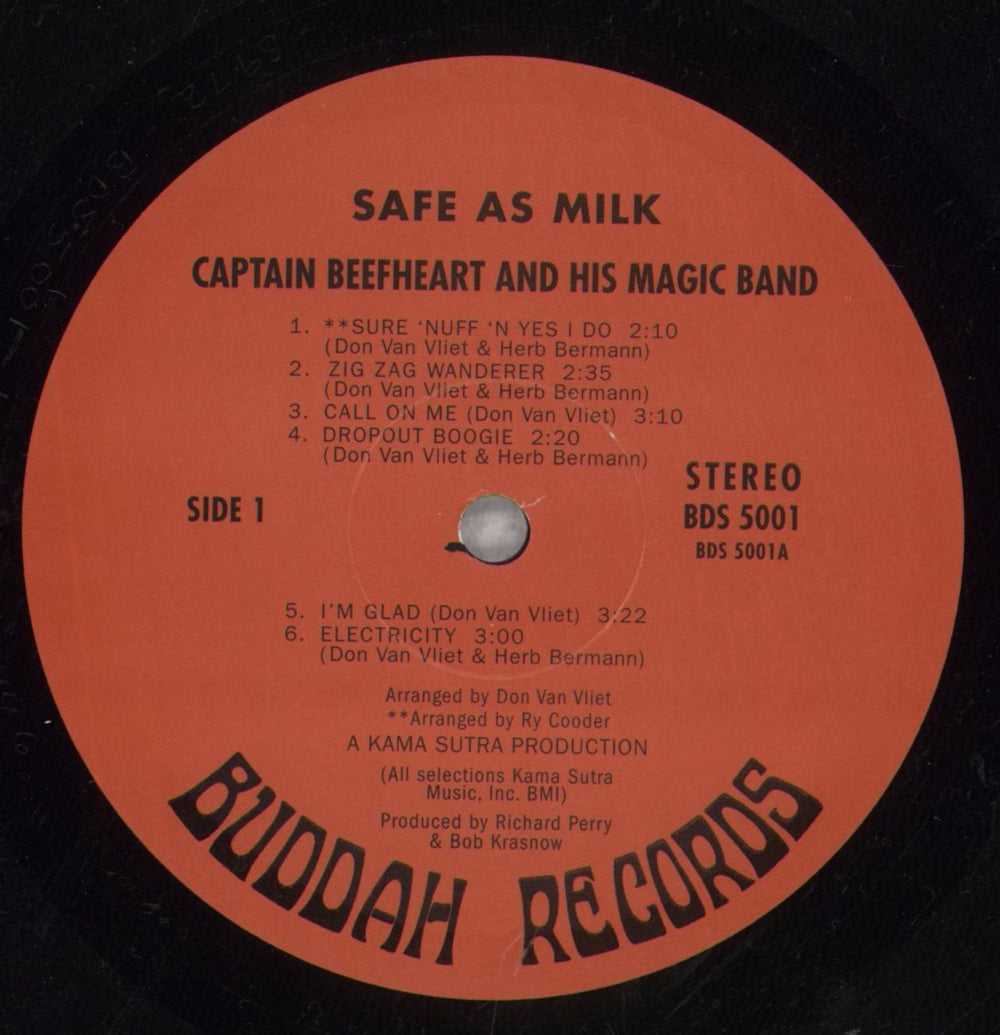 SAFE AS MILK
CAPTAIN BEEFHEART AND HIS MAGIC BAND
1. **SURE ‘NUFF ‘N YES I DO 2:10
(Don Van Vliet & Herb Bermann)
2. ZIG ZAG WANDERER 2:35
(Don Van Vliet & Herb Bermann)
3. CALL ON ME (Don Van Vliet) 3:10
4. DROPOUT BOOGIE 2:20
(Don Van Vliet & Herb Bermann)
SIDE 1
STEREO
BDS 5001
BDS 5001A
5. I’M GLAD (Don Van Vliet) 3:22
6. ELECTRICITY 3:00
(Don Van Vliet & Herb Bermann)
Arranged by Don Van Vliet
**Arranged by Ry Cooder
A KAMA SUTRA PRODUCTION
(All selections Kama Sutra
Music, Inc. BMI)
Produced by Richard Perry
& Bob Krasnow
BUDDAH RECORDS